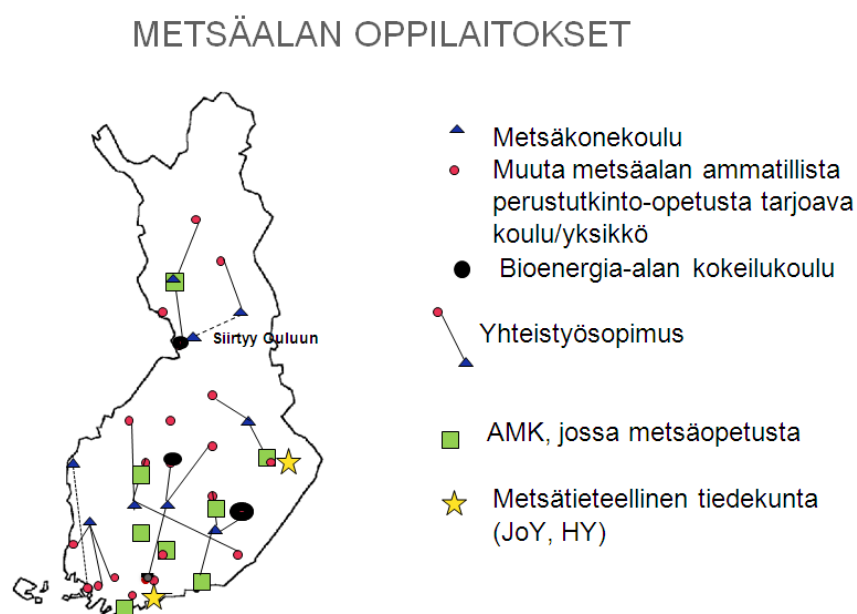 METSÄALAN OPPILAITOKSET
Metsäkonekoulu
Muuta metsäalan ammatillista
perustutkinto-opetusta tarjoava
koulu/yksikkö
Bioenergia-alan kokeilukoulu
Siirtyy Ouluun
Yhteistyösopimus
AMK, jossa metsäopetusta
Metsätieteellinen tiedekunta
(JoY, HY)